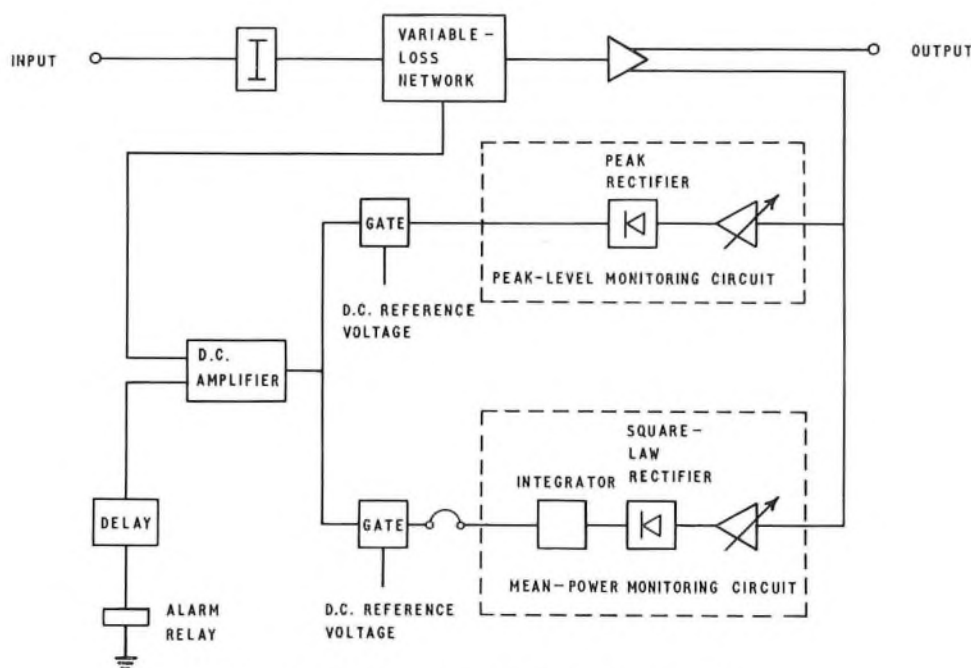 INPUT
VARIABLE-
LOSS
NETWORK
OUTPUT
PEAK
RECTIFIER
GATE
PEAK-LEVEL MONITORING CIRCUIT
D.C. REFERENCE
VOLTAGE
D.C.
AMPLIFIER
SQUARE-
LAW
RECTIFIER
INTEGRATOR
DELAY
GATE
MEAN-POWER MONITORING CIRCUIT
ALARM
RELAY
D.C. REFERENCE
VOLTAGE